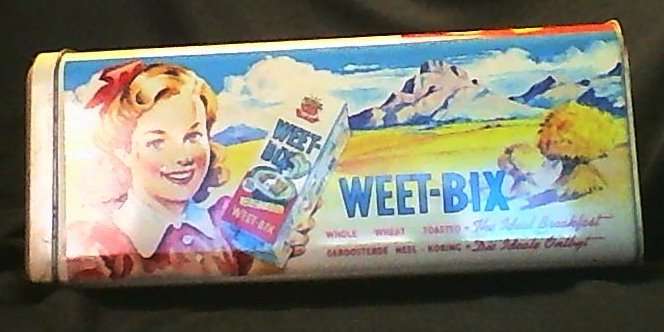 WEET-
BIX
WEET-BIX
WEET-BIX
WHOLE WHEAT TOASTED - The Ideal Breakfast
GEROOSTERDE HEEL-KORING - Die Ideale Ontbyt